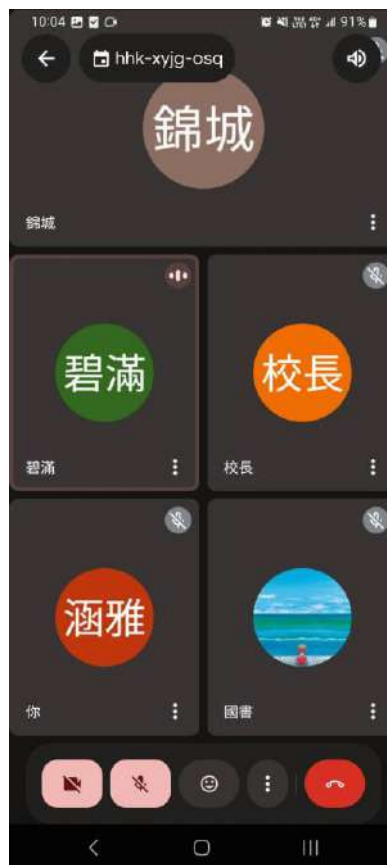 10:04
91%
hhk-xyjg-osq
錦城
錦城
碧滿
校長
碧滿
校長
涵雅
你
國書